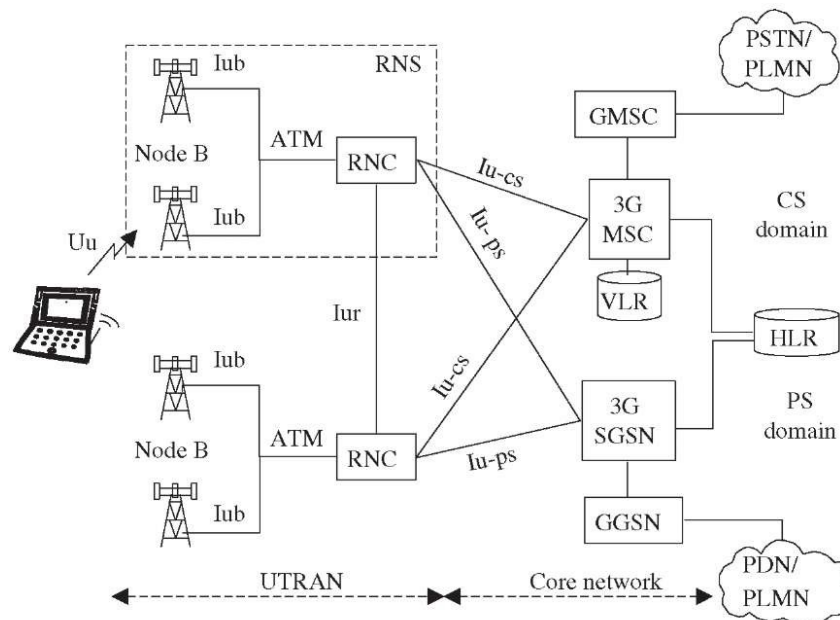 Iub
RNS
PSTN/
PLMN
GMSC
ATM
Node B
RNC
Iu-cs
3G
MSC
CS
domain
Iub
Iu-ps
Uu
VLR
Iur
HLR
Iub
Iu-cs
3G
SGSN
PS
domain
ATM
Node B
RNC
Iu-ps
Iub
GGSN
PDN/
PLMN
UTRAN
Core network